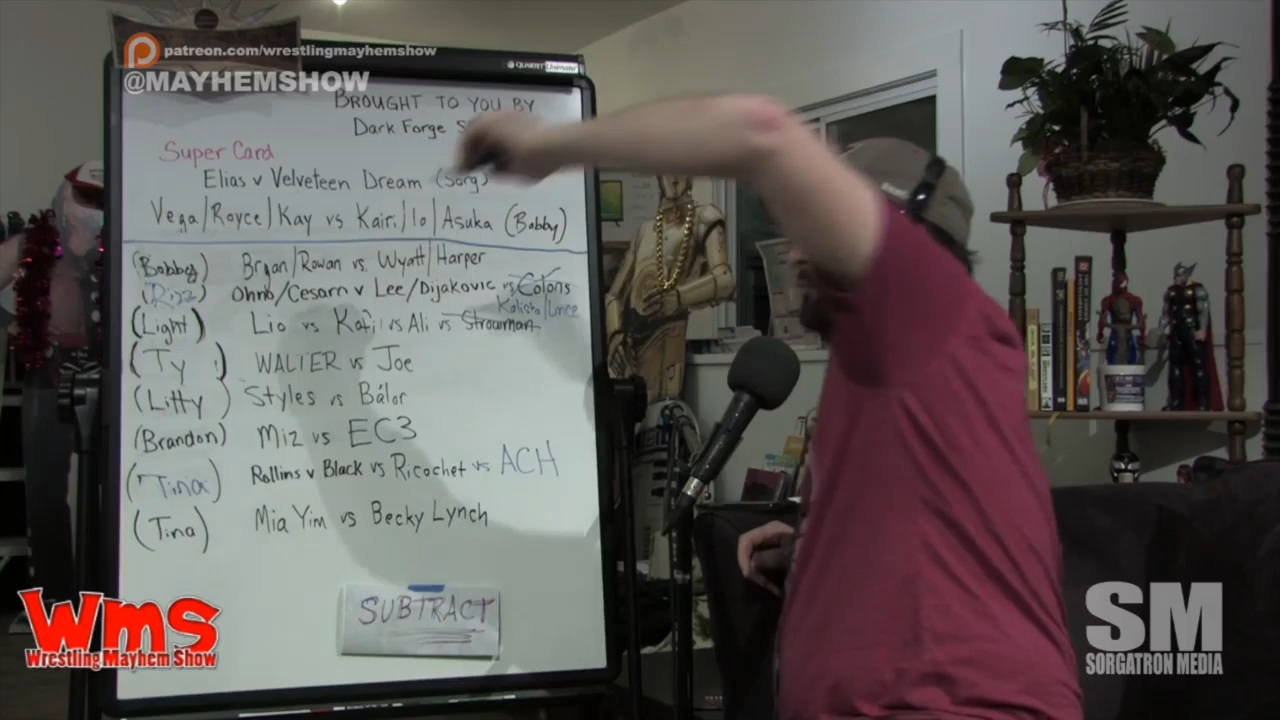 patreon.com/wrestlingmayhemshow
@MAYHEMSHOW
QUARTET Ultimate
BROUGHT TO YOU BY
Dark Forge
Super Card
Elias v Velveteen Dream (Sorg)
Vega/Royce/Kay vs Kairi/Io/Asuka (Bobby)
(Bobby) Bryan/Rowan vs. Wyatt/Harper
(Rizz) Ohno/Cesaro v Lee/Dijakovic vs Colons
Kalisto/Lince
(Light) Lio vs vs Ali vs Strowman
(Ty) WALTER vs Joe
(Litty) Styles vs Bálor
(Brandon) Miz vs EC3
(Tina) Rollins v Black vs Ricochet vs ACH
(Tina) Mia Yim vs Becky Lynch
SUBTRACT
WMS
Wrestling Mayhem Show
SM
SORGATRON MEDIA